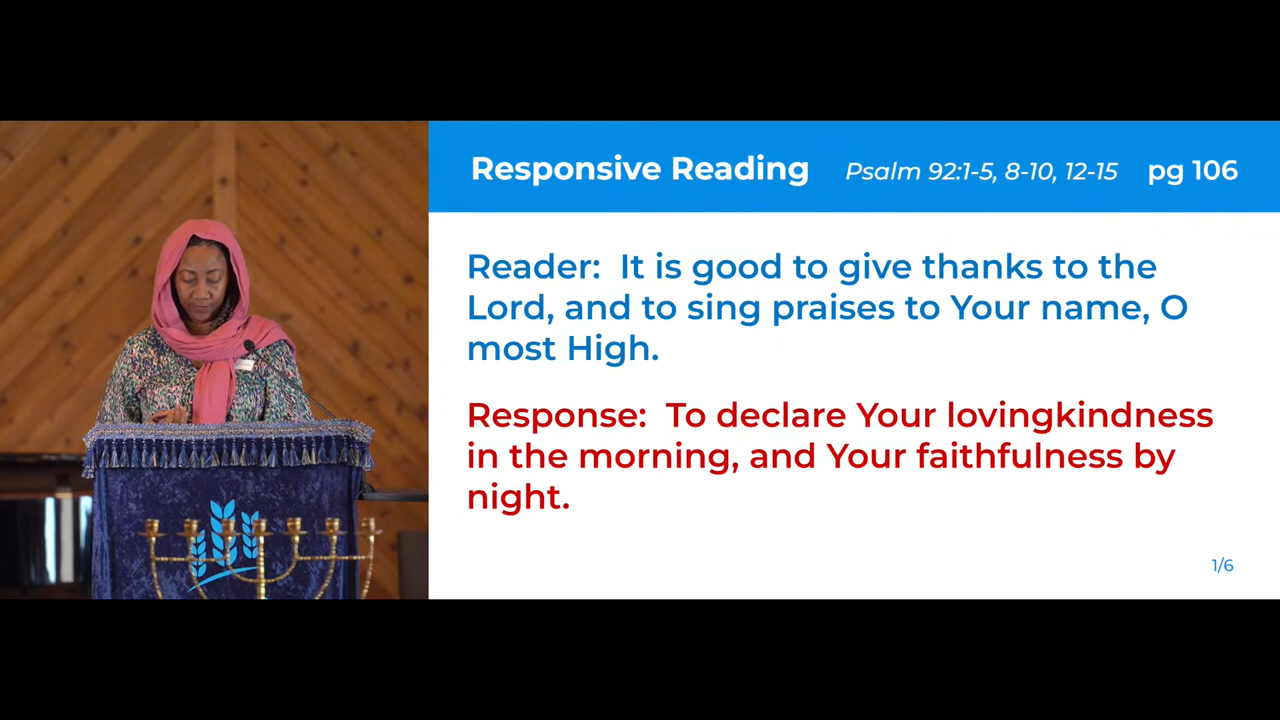 Responsive Reading Psalm 92:1-5, 8-10, 12-15 pg 106
Reader: It is good to give thanks to the
Lord, and to sing praises to Your name, O
most High.
Response: To declare Your lovingkindness
in the morning, and Your faithfulness by
night.
1/6